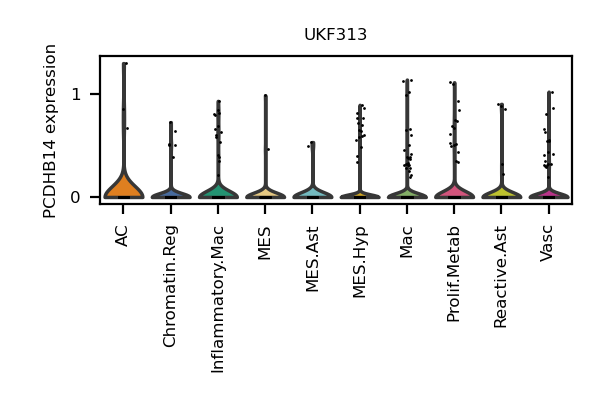 UKF313
PCDHB14 expression
1
0
AC
Chromatin.Reg
Inflammatory.Mac
MES
MES.Ast
MES.Hyp
Mac
Prolif.Metab
Reactive.Ast
Vasc